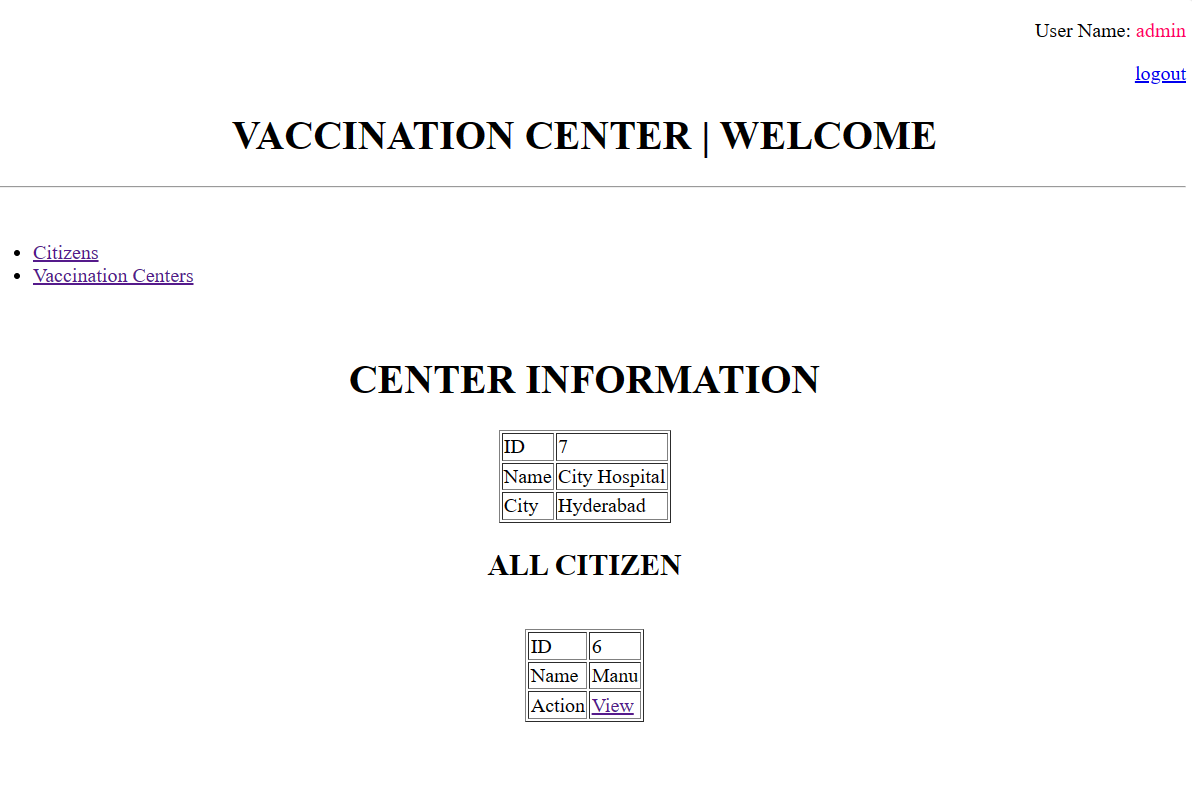 User Name: admin
logout
VACCINATION CENTER | WELCOME
Citizens
Vaccination Centers
CENTER INFORMATION
ID 7
Name City Hospital
City Hyderabad
ALL CITIZEN
ID 6
Name Manu
Action View